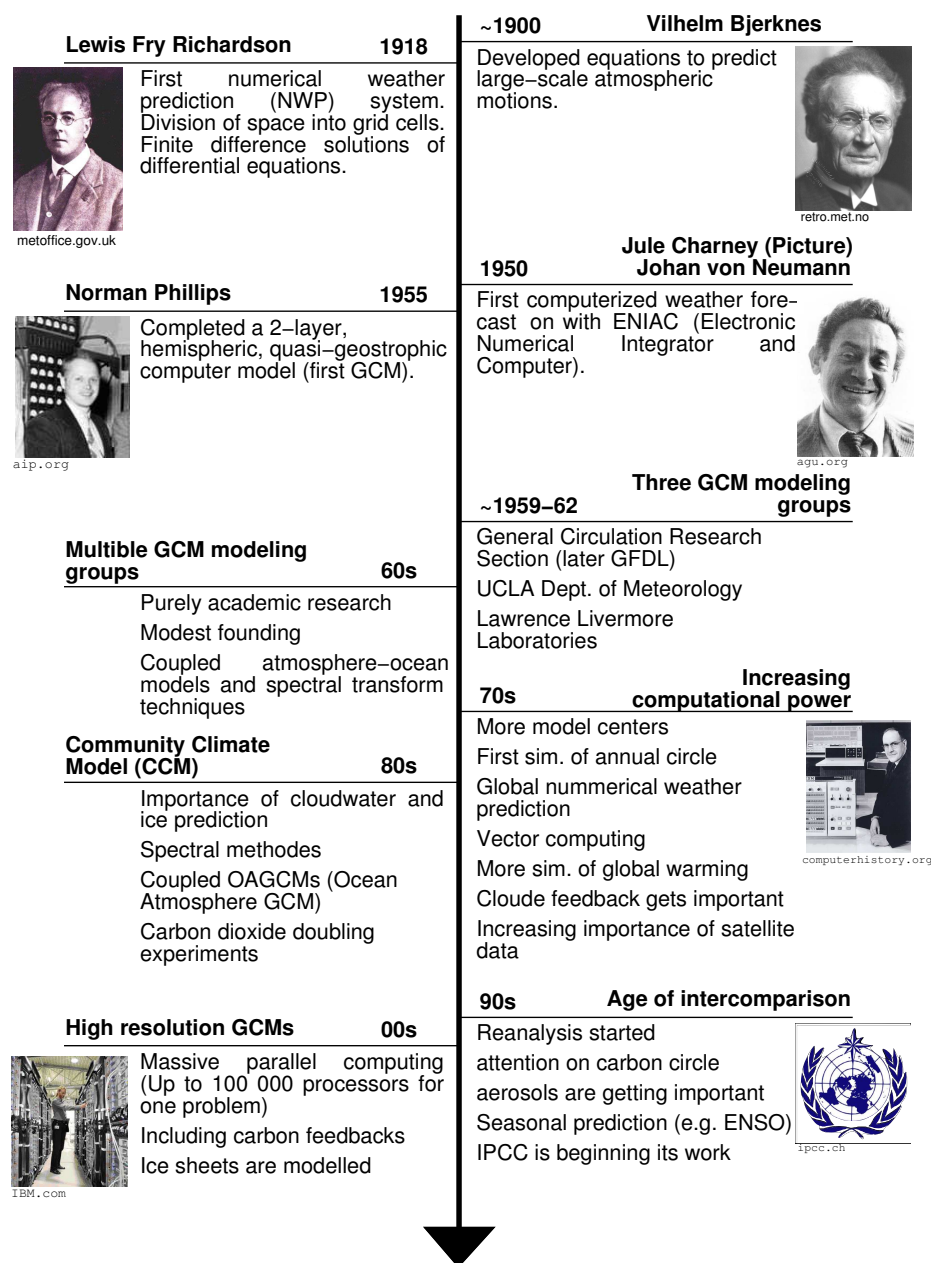 ~1900 Vilhelm Bjerknes
Developed equations to predict
large−scale atmospheric
motions.
retro.met.no
Lewis Fry Richardson 1918
First numerical weather
prediction (NWP) system.
Division of space into grid cells.
Finite difference solutions of
differential equations.
metoffice.gov.uk
Jule Charney (Picture)
1950 Johan von Neumann
First computerized weather fore−
cast on with ENIAC (Electronic
Numerical Integrator and
Computer).
agu.org
Norman Phillips 1955
Completed a 2−layer,
hemispheric, quasi−geostrophic
computer model (first GCM).
aip.org
Three GCM modeling
~1959−62 groups
General Circulation Research
Section (later GFDL)
UCLA Dept. of Meteorology
Lawrence Livermore
Laboratories
Multible GCM modeling
groups 60s
Purely academic research
Modest founding
Coupled atmosphere−ocean
models and spectral transform
techniques
Increasing
70s computational power
More model centers
First sim. of annual circle
Global nummerical weather
prediction
Vector computing
More sim. of global warming
Cloude feedback gets important
Increasing importance of satellite
data
computerhistory.org
Community Climate
Model (CCM) 80s
Importance of cloudwater and
ice prediction
Spectral methodes
Coupled OAGCMs (Ocean
Atmosphere GCM)
Carbon dioxide doubling
experiments
90s Age of intercomparison
Reanalysis started
attention on carbon circle
aerosols are getting important
Seasonal prediction (e.g. ENSO)
IPCC is beginning its work
ipcc.ch
High resolution GCMs 00s
Massive parallel computing
(Up to 100 000 processors for
one problem)
Including carbon feedbacks
Ice sheets are modelled
IBM.com